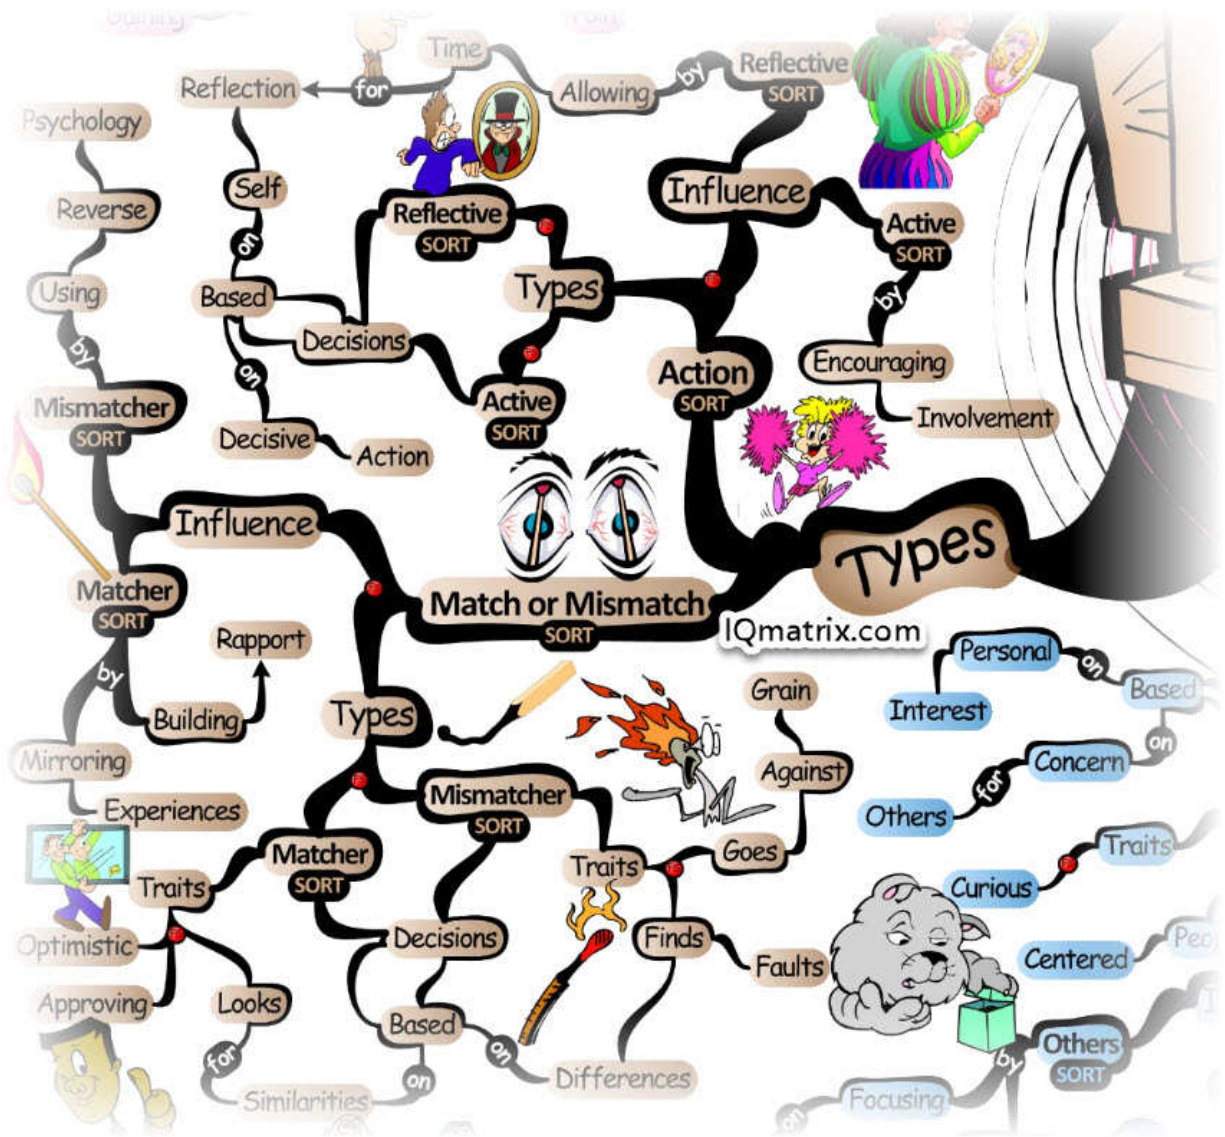 Gaining
Pain
Time
Reflective
SORT
by
Allowing
for
Reflection
Psychology
Reverse
Using
by
Mismatcher
SORT
Self
on
Based
on
Decisive
Action
Decisions
Reflective
SORT
Types
Active
SORT
Influence
Active
SORT
by
Encouraging
Involvement
Action
SORT
Types
IQmatrix.com
Match or Mismatch
SORT
Influence
Matcher
SORT
by
Rapport
Building
Mirroring
Experiences
Types
Mismatcher
SORT
Matcher
SORT
Traits
Optimistic
Approving
Looks
for
Similarities
on
Decisions
Based
on
Differences
Traits
Goes
Against
Grain
Finds
Faults
Personal
on
Based
Interest
on
Concern
for
Others
Traits
Curious
Centered
Others
SORT
by
Focusing
on